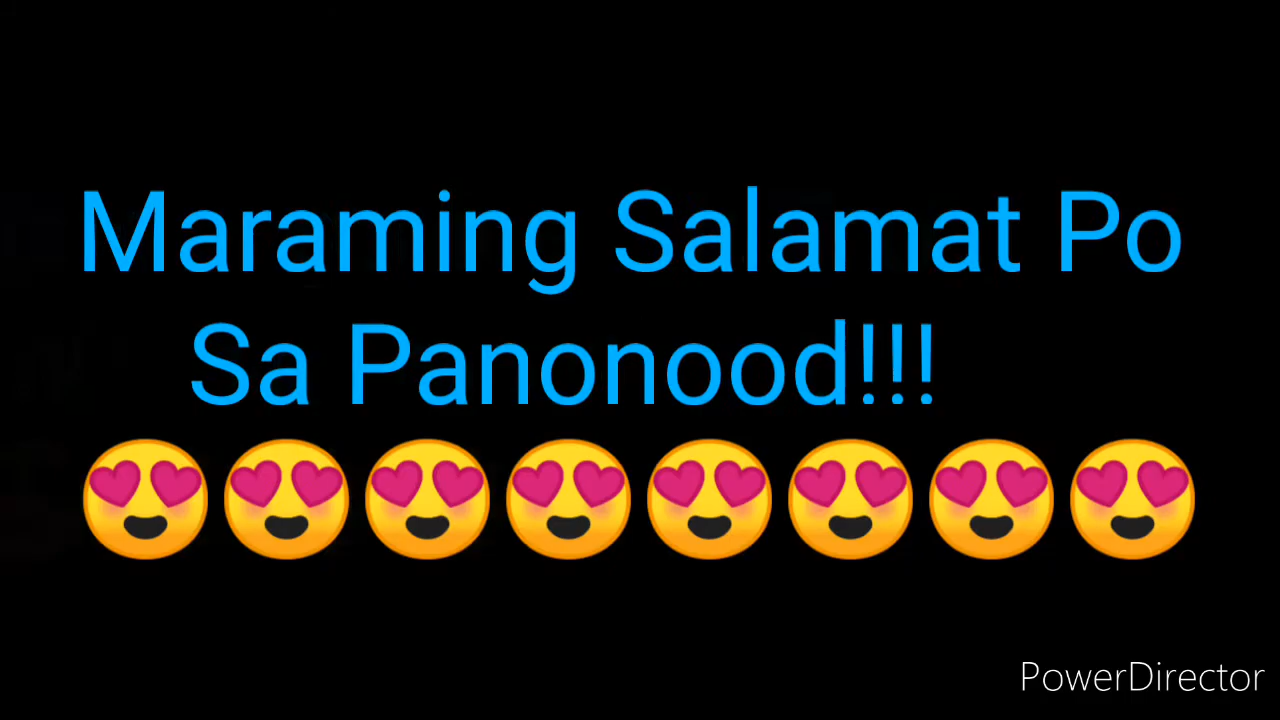 Maraming Salamat Po
Sa Panonood!!!
😍😍😍😍😍😍😍😍
PowerDirector